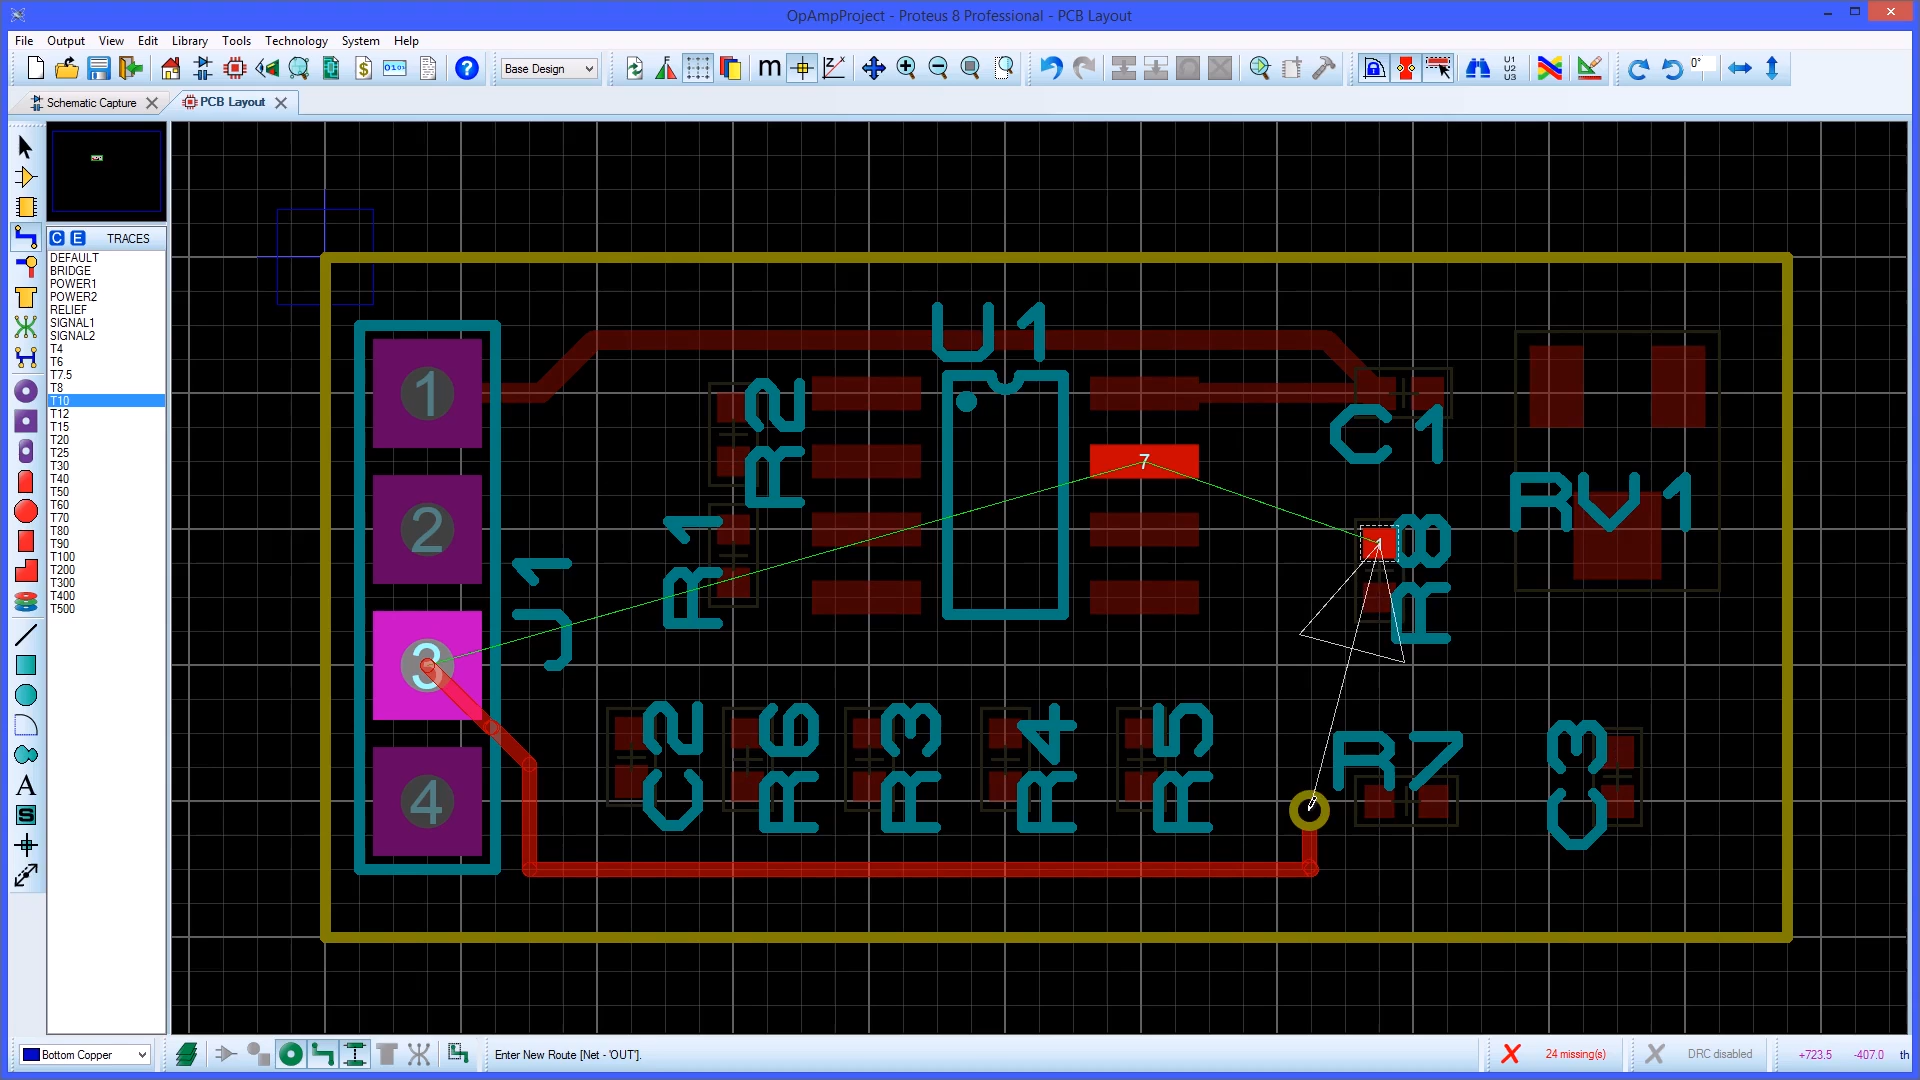 OpAmpProject - Proteus 8 Professional - PCB Layout
File Output View Edit Library Tools Technology System Help
Base Design
m
0°
Schematic Capture
PCB Layout
C E TRACES
DEFAULT
BRIDGE
POWER1
POWER2
RELIEF
SIGNAL1
SIGNAL2
T4
T6
T7.5
T8
T10
T12
T15
T20
T25
T30
T40
T50
T60
T70
T80
T90
T100
T200
T300
T400
T500
A
S
U1
1
R2
C1
7
RV1
2
R1
J1
1
R8
3
C2
R6
R3
R4
R5
R7
C3
4
Bottom Copper
Enter New Route [Net - 'OUT'].
24 missing(s)
DRC disabled
+723.5 -407.0 th